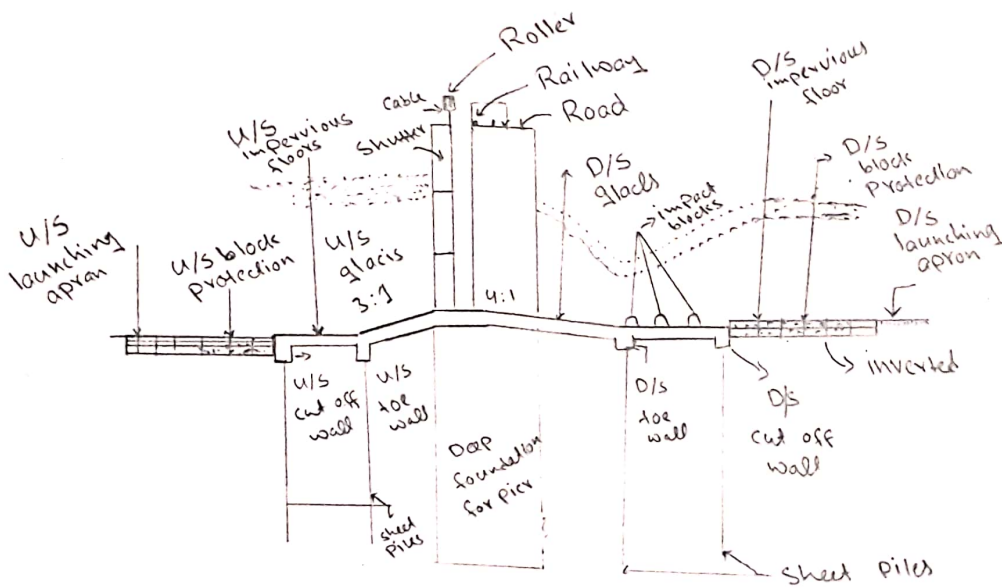 Roller
Railway
Road
Cable
Shutter
U/S
impervious
floors
D/S
impervious
floor
D/S
glacis
impact
blocks
D/S
block
Protection
D/S
launching
apron
U/S
launching
apron
U/S block
protection
U/S
glacis
3:1
4:1
U/S
cut off
wall
U/S
toe
wall
Deep
foundation
for pier
D/S
toe
wall
D/S
cut off
wall
inverted
sheet
piles
sheet piles